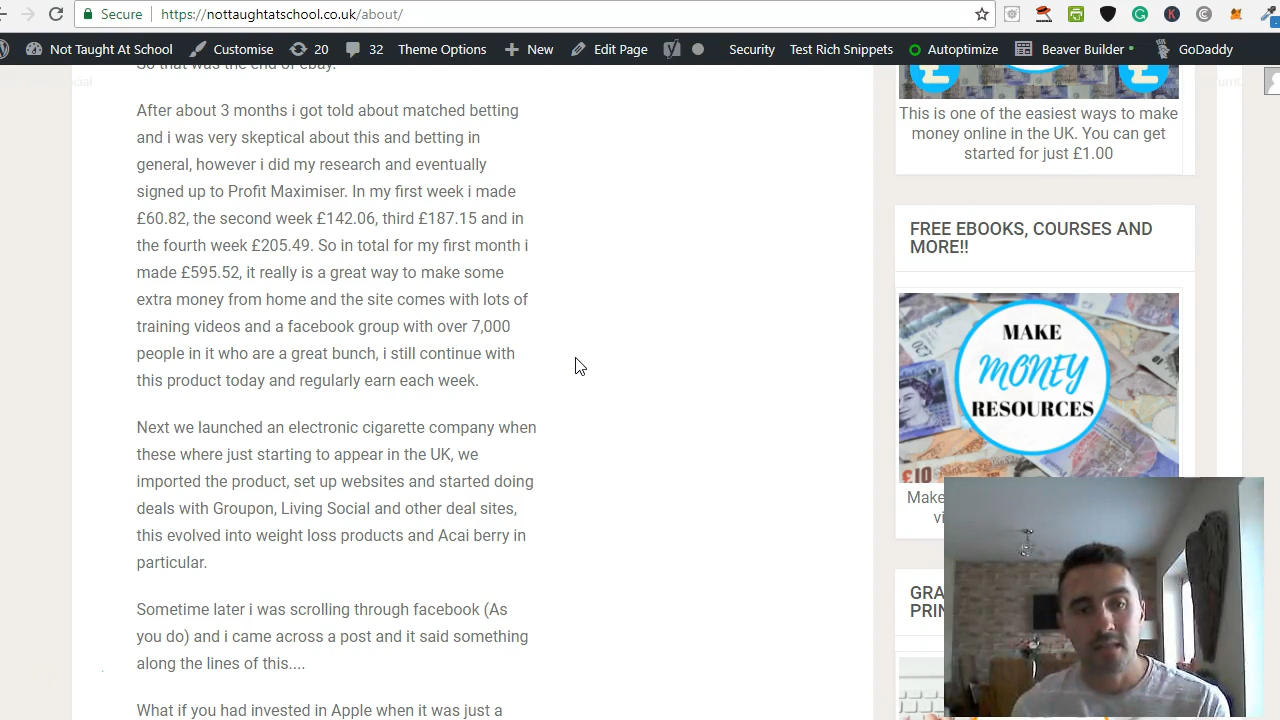 Secure
https://nottaughtatschool.co.uk/about/
Not Taught At School
Customise
20
32
Theme Options
New
Edit Page
Security
Test Rich Snippets
Autoptimize
Beaver Builder
GoDaddy
So that was the end of ebay.
After about 3 months i got told about matched betting
and i was very skeptical about this and betting in
general, however i did my research and eventually
signed up to Profit Maximiser. In my first week i made
£60.82, the second week £142.06, third £187.15 and in
the fourth week £205.49. So in total for my first month i
made £595.52, it really is a great way to make some
extra money from home and the site comes with lots of
training videos and a facebook group with over 7,000
people in it who are a great bunch, i still continue with
this product today and regularly earn each week.
Next we launched an electronic cigarette company when
these where just starting to appear in the UK, we
imported the product, set up websites and started doing
deals with Groupon, Living Social and other deal sites,
this evolved into weight loss products and Acai berry in
particular.
Sometime later i was scrolling through facebook (As
you do) and i came across a post and it said something
along the lines of this....
What if you had invested in Apple when it was just a
This is one of the easiest ways to make
money online in the UK. You can get
started for just £1.00
FREE EBOOKS, COURSES AND
MORE!!
MAKE
MONEY
RESOURCES
£10
Make
vi
GRA
PRIN